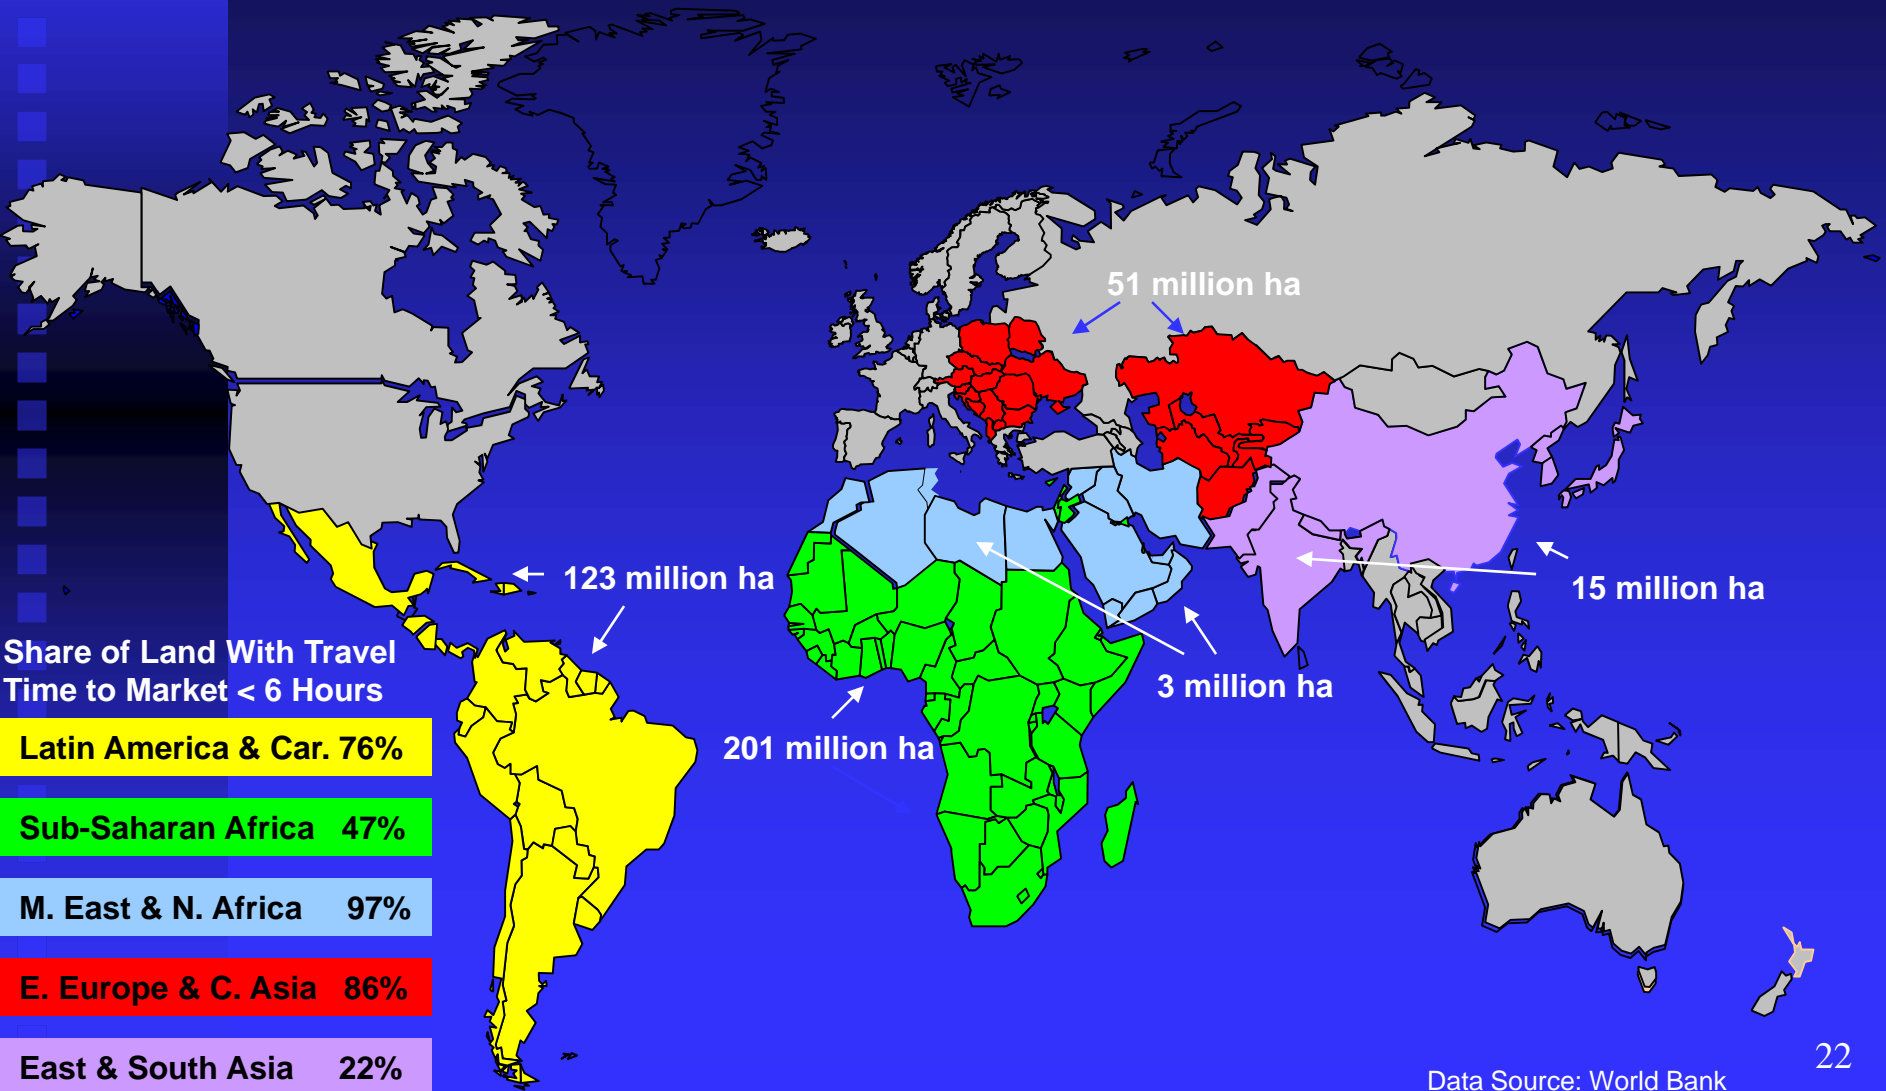 51 million ha
123 million ha
15 million ha
3 million ha
201 million ha
Share of Land With Travel
Time to Market < 6 Hours
Latin America & Car. 76%
Sub-Saharan Africa 47%
M. East & N. Africa 97%
E. Europe & C. Asia 86%
East & South Asia 22%
Data Source: World Bank
22